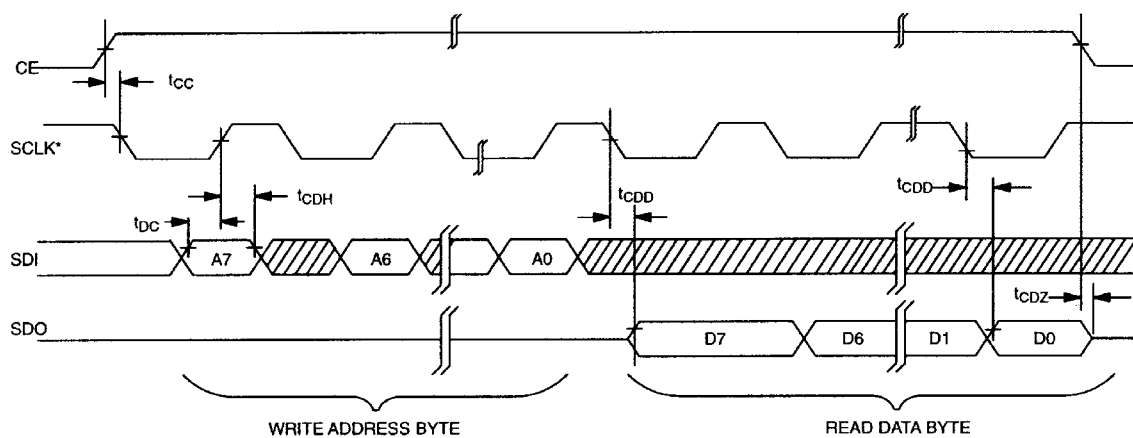 CE
tCC
SCLK*
tCDH
tCDD
tCDD
tDC
SDI
A7
A6
A0
tCDZ
SDO
D7
D6
D1
D0
WRITE ADDRESS BYTE
READ DATA BYTE